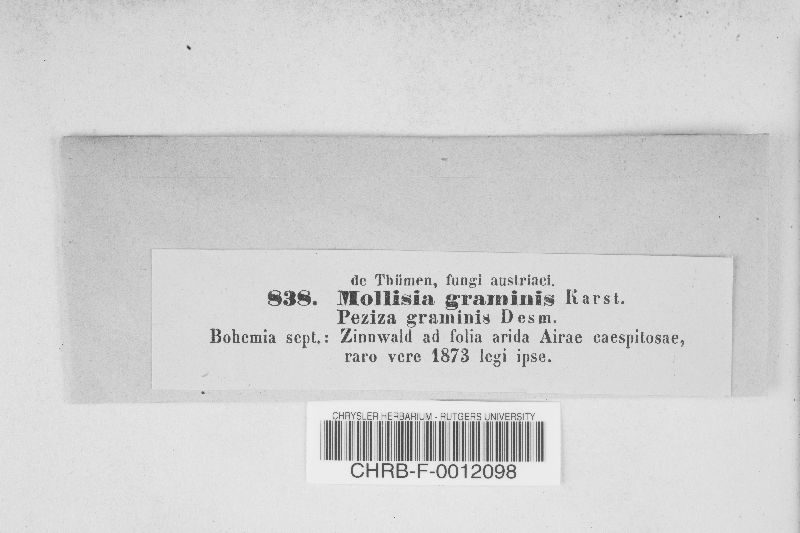 de Thümen, fungi austriaci.
838. Mollisia graminis Karst.
Peziza graminis Desm.
Bohemia sept.: Zinnwald ad folia arida Airae caespitosae,
raro vere 1873 legi ipse.
CHRYSLER HERBARIUM - RUTGERS UNIVERSITY
CHRB-F-0012098